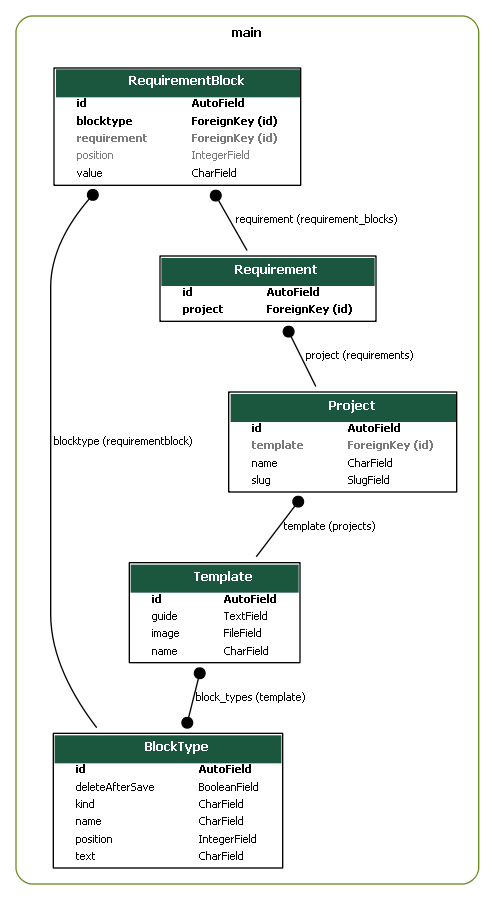 main
RequirementBlock
id AutoField
blocktype ForeignKey (id)
requirement ForeignKey (id)
position IntegerField
value CharField
requirement (requirement_blocks)
Requirement
id AutoField
project ForeignKey (id)
project (requirements)
Project
id AutoField
template ForeignKey (id)
name CharField
slug SlugField
blocktype (requirementblock)
template (projects)
Template
id AutoField
guide TextField
image FileField
name CharField
block_types (template)
BlockType
id AutoField
deleteAfterSave BooleanField
kind CharField
name CharField
position IntegerField
text CharField